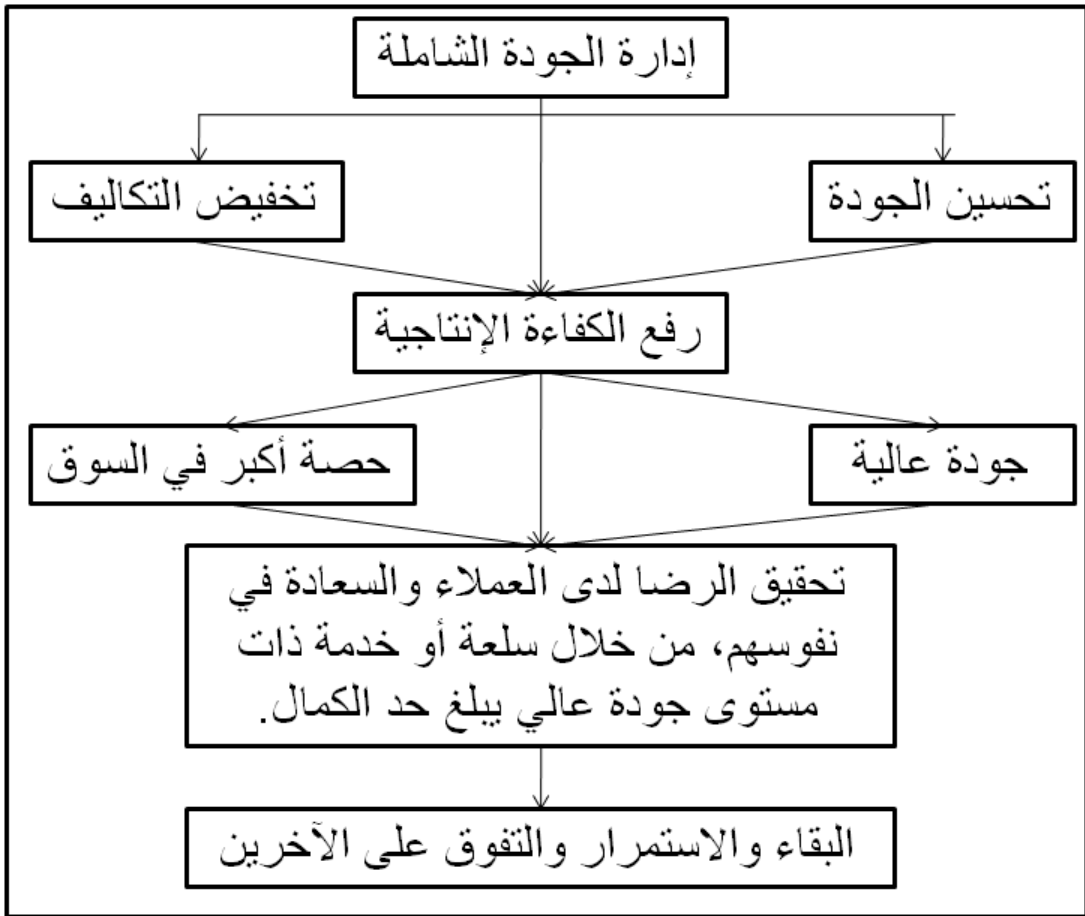 إدارة الجودة الشاملة
تحسين الجودة
تخفيض التكاليف
رفع الكفاءة الإنتاجية
جودة عالية
حصة أكبر في السوق
تحقيق الرضا لدى العملاء والسعادة في
نفوسهم، من خلال سلعة أو خدمة ذات
مستوى جودة عالي يبلغ حد الكمال.
البقاء والاستمرار والتفوق على الآخرين